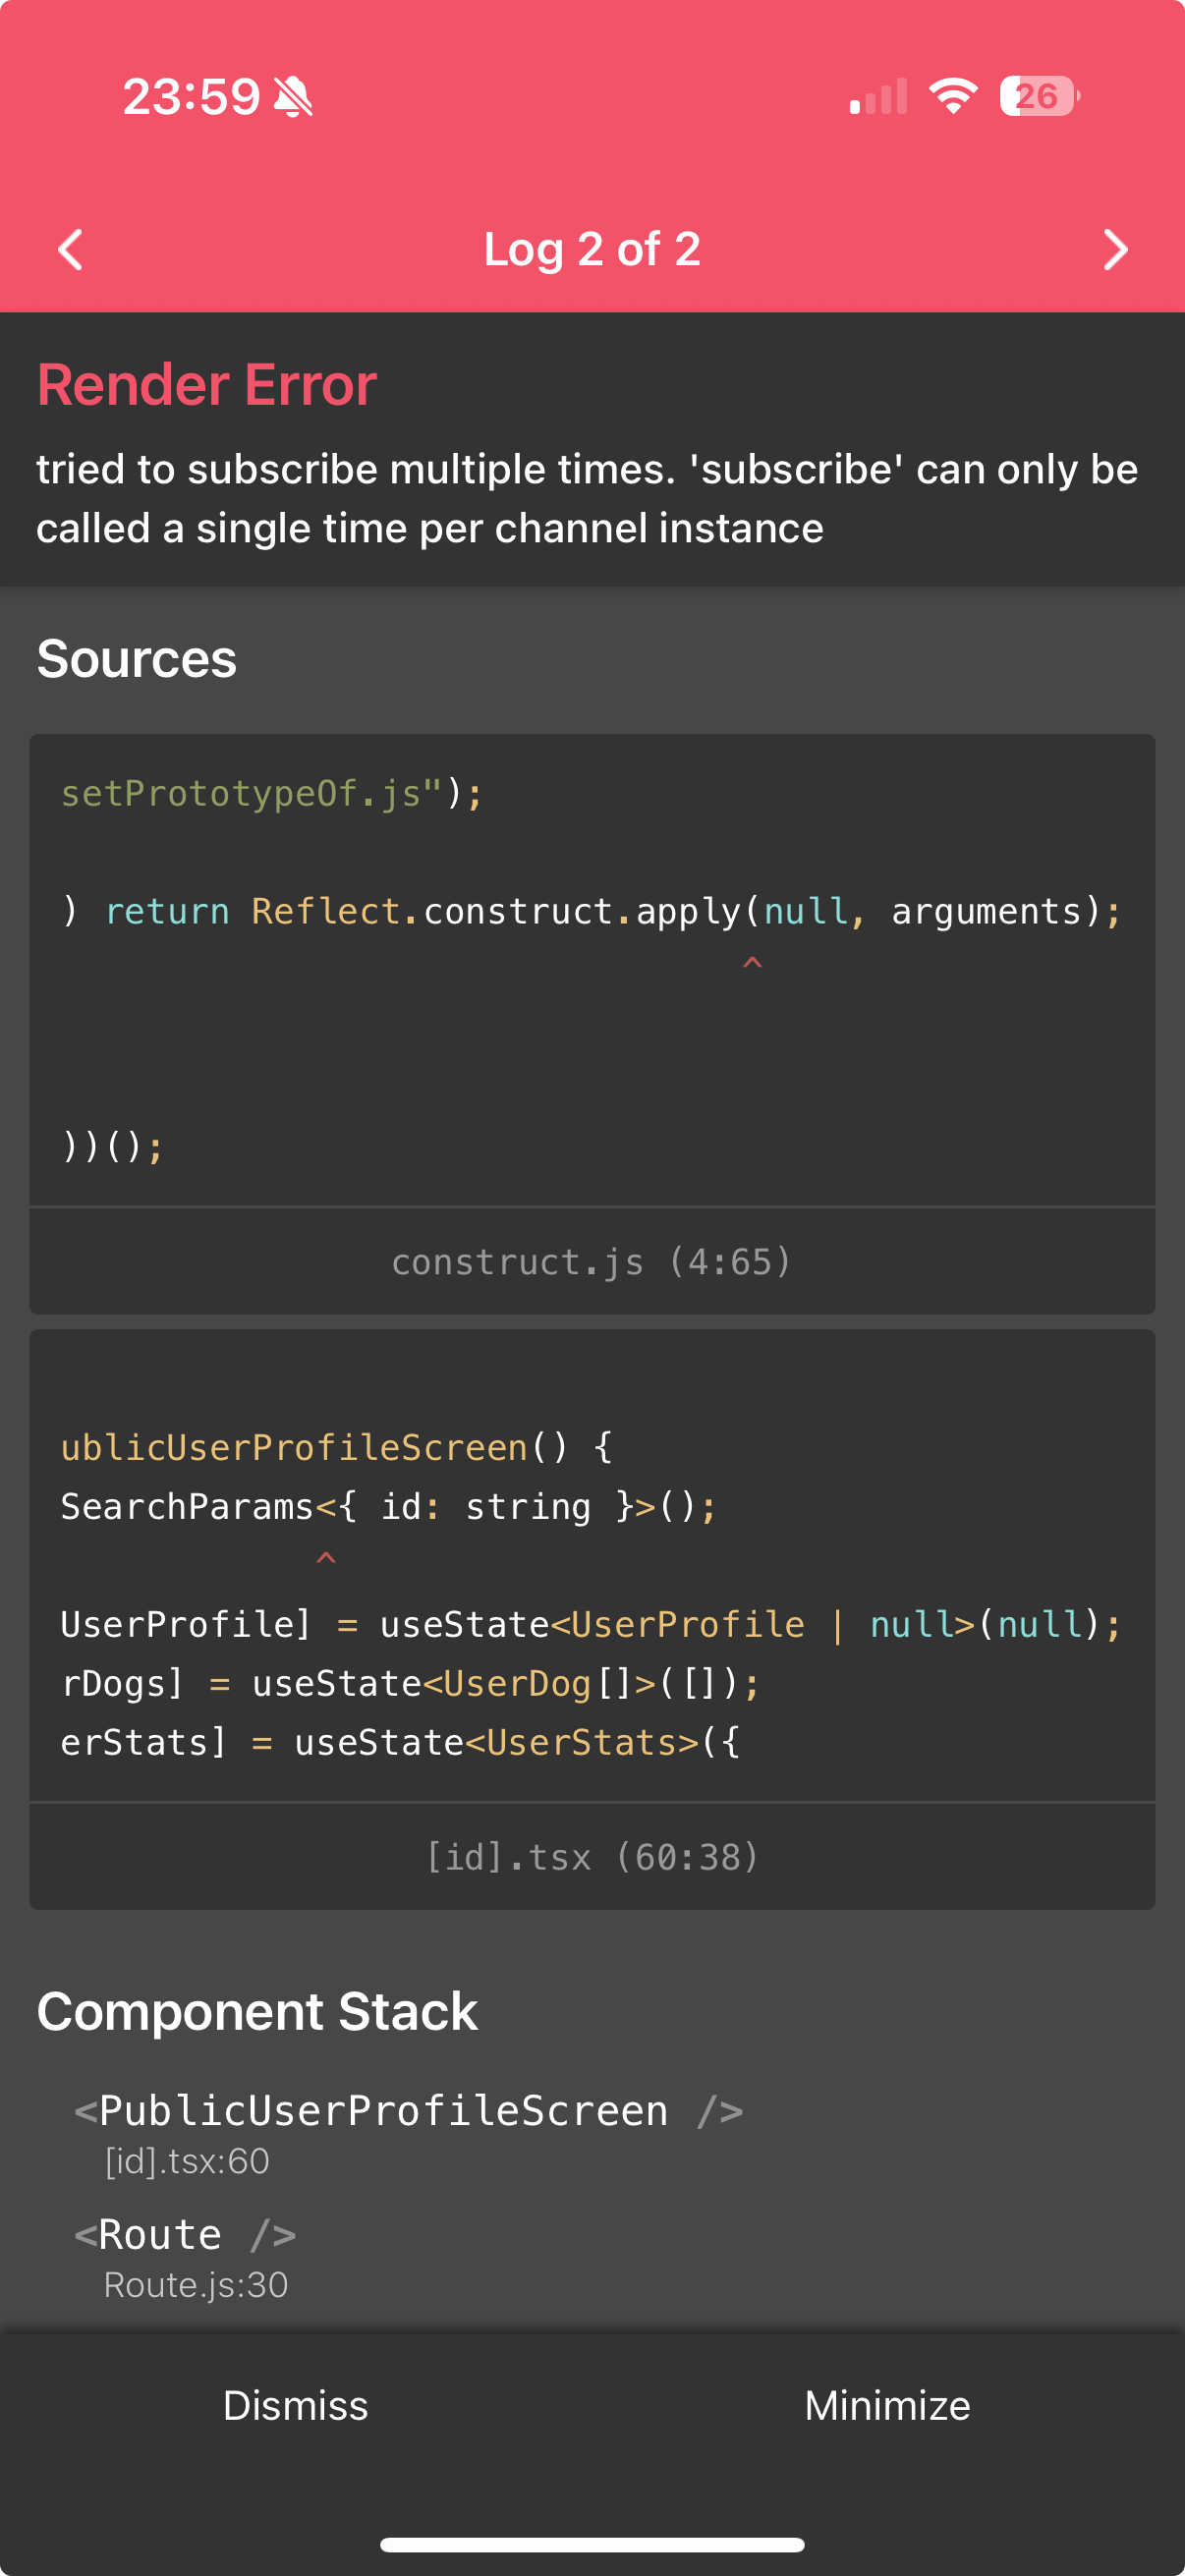 23:59
26
Log 2 of 2
Render Error
tried to subscribe multiple times. 'subscribe' can only be
called a single time per channel instance
Sources
setPrototypeOf.js");
) return Reflect.construct.apply(null, arguments);
^
))();
construct.js (4:65)
ublicUserProfileScreen() {
SearchParams<{ id: string }>();
^
UserProfile] = useState<UserProfile | null>(null);
rDogs] = useState<UserDog[]>([]);
erStats] = useState<UserStats>({
[id].tsx (60:38)
Component Stack
<PublicUserProfileScreen />
[id].tsx:60
<Route />
Route.js:30
Dismiss
Minimize